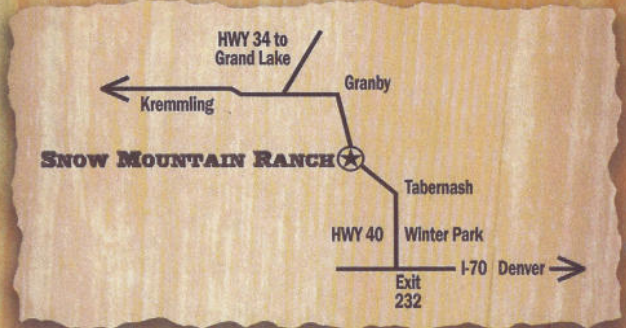 HWY 34 to
Grand Lake
Granby
Kremmling
SNOW MOUNTAIN RANCH
Tabernash
HWY 40
Winter Park
I-70 Denver
Exit
232